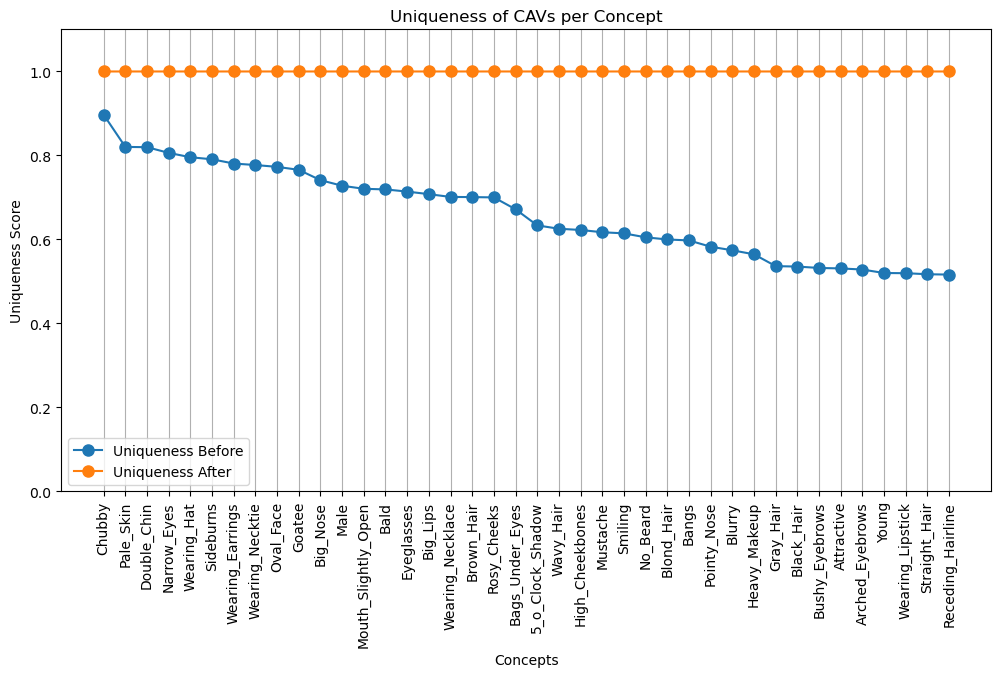 Uniqueness of CAVs per Concept
Uniqueness Score
1.0
0.8
0.6
0.4
0.2
0.0
Uniqueness Before
Uniqueness After
Chubby
Pale_Skin
Double_Chin
Narrow_Eyes
Wearing_Hat
Sideburns
Wearing_Earrings
Wearing_Necktie
Oval_Face
Goatee
Big_Nose
Male
Mouth_Slightly_Open
Bald
Eyeglasses
Big_Lips
Wearing_Necklace
Brown_Hair
Rosy_Cheeks
Bags_Under_Eyes
5_o_Clock_Shadow
Wavy_Hair
High_Cheekbones
Mustache
Smiling
No_Beard
Blond_Hair
Bangs
Pointy_Nose
Blurry
Heavy_Makeup
Gray_Hair
Black_Hair
Bushy_Eyebrows
Attractive
Arched_Eyebrows
Young
Wearing_Lipstick
Straight_Hair
Receding_Hairline
Concepts